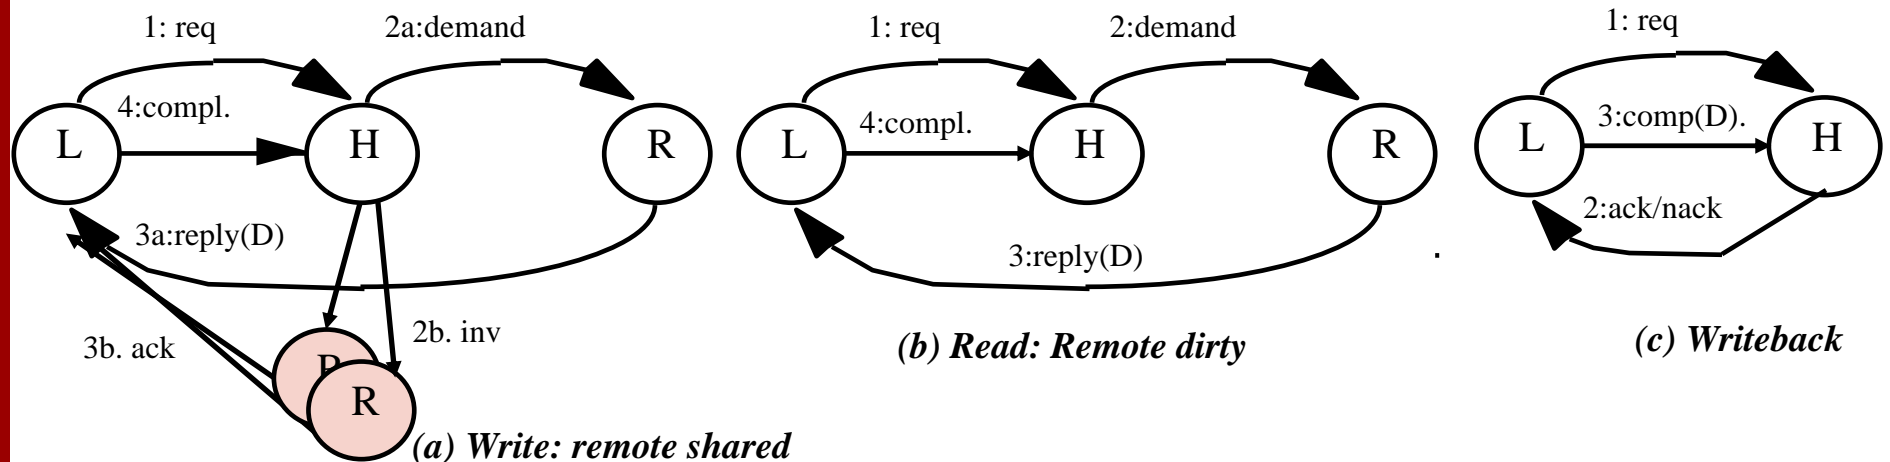 1: req
2a:demand
4:compl.
L
H
R
3a:reply(D)
3b. ack
2b. inv
R
R
(a) Write: remote shared
1: req
2:demand
4:compl.
L
H
R
3:reply(D)
(b) Read: Remote dirty
1: req
3:comp(D).
L
H
2:ack/nack
.
(c) Writeback